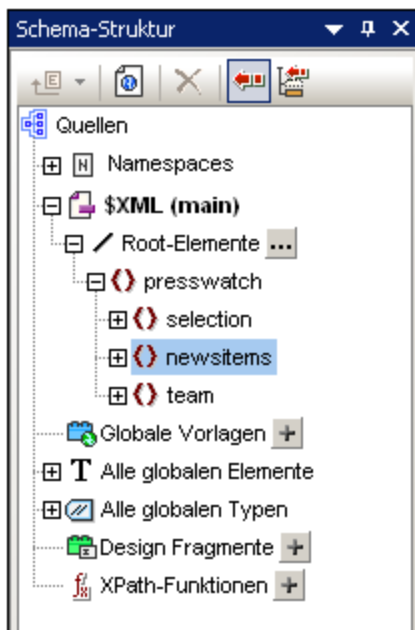 Schema-Struktur
Quellen
Namespaces
$XML (main)
Root-Elemente ...
presswatch
selection
newsitems
team
Globale Vorlagen
Alle globalen Elemente
Alle globalen Typen
Design Fragmente
XPath-Funktionen